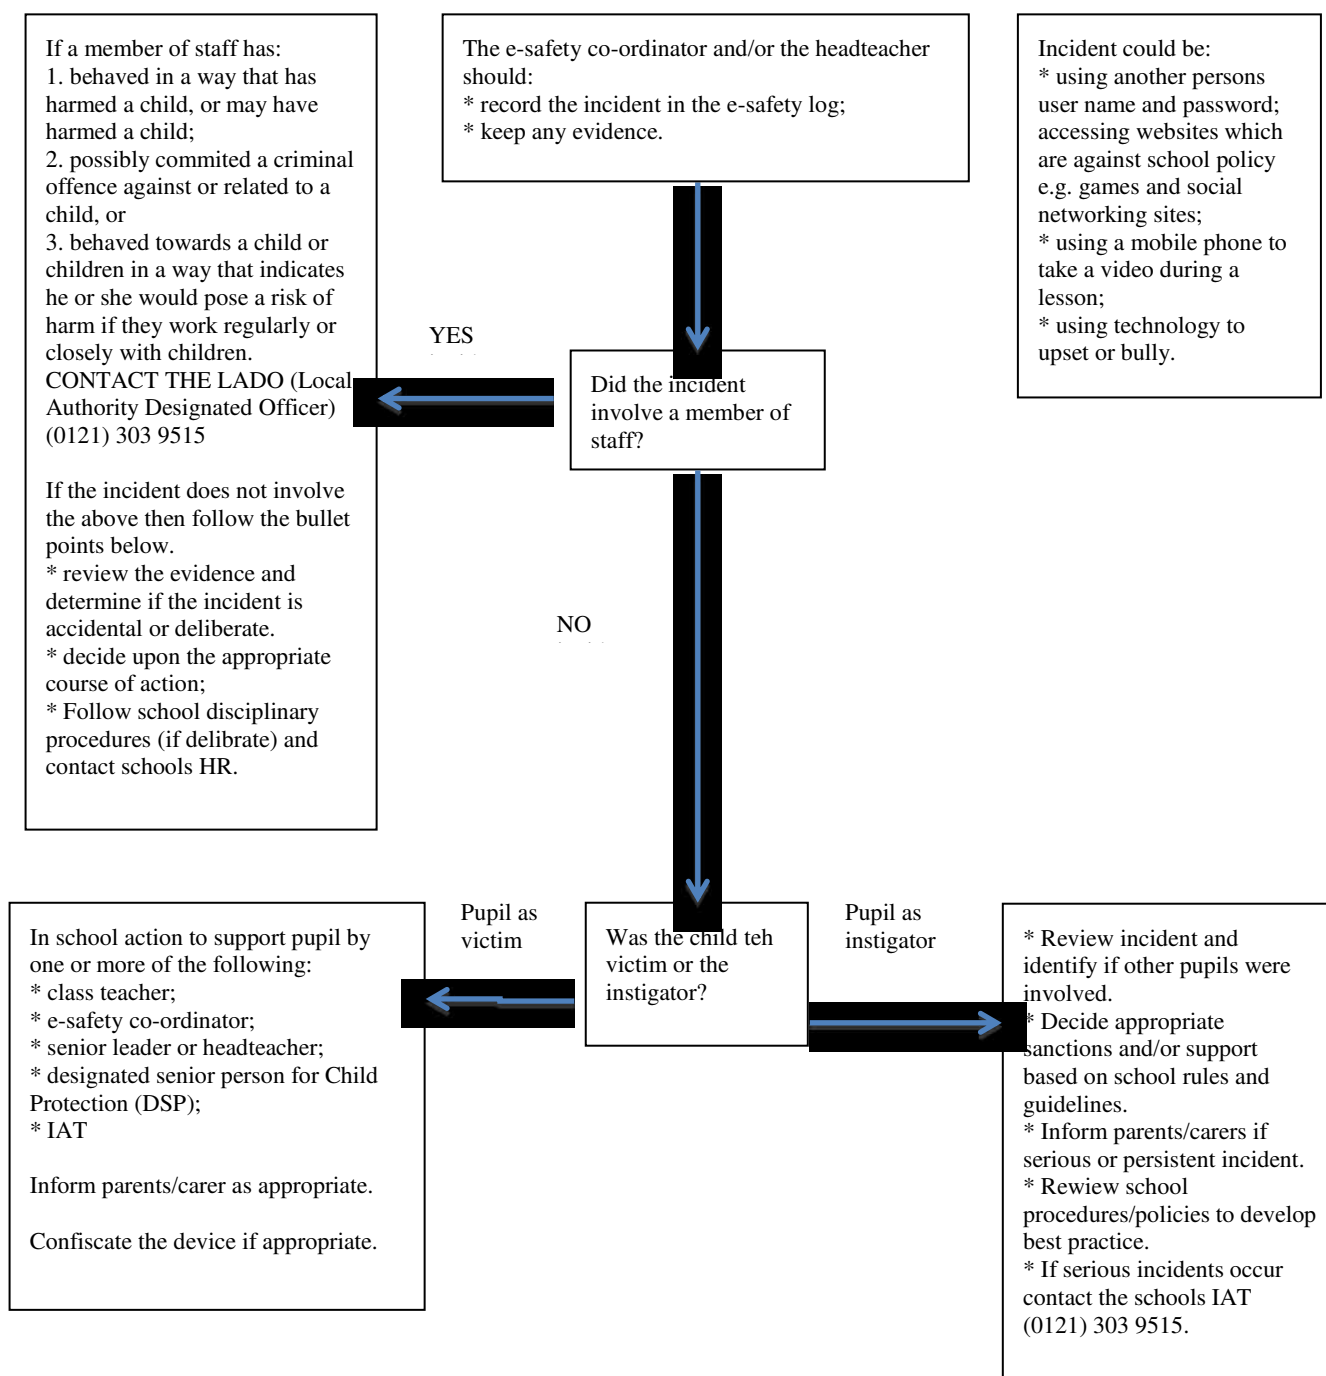 If a member of staff has:
1. behaved in a way that has
harmed a child, or may have
harmed a child;
2. possibly commited a criminal
offence against or related to a
child, or
3. behaved towards a child or
children in a way that indicates
he or she would pose a risk of
harm if they work regularly or
closely with children.
CONTACT THE LADO (Local
Authority Designated Officer)
(0121) 303 9515
If the incident does not involve
the above then follow the bullet
points below.
* review the evidence and
determine if the incident is
accidental or deliberate.
* decide upon the appropriate
course of action;
* Follow school disciplinary
procedures (if delibrate) and
contact schools HR.
The e-safety co-ordinator and/or the headteacher
should:
* record the incident in the e-safety log;
* keep any evidence.
Incident could be:
* using another persons
user name and password;
accessing websites which
are against school policy
e.g. games and social
networking sites;
* using a mobile phone to
take a video during a
lesson;
* using technology to
upset or bully.
YES
Did the incident
involve a member of
staff?
NO
In school action to support pupil by
one or more of the following:
* class teacher;
* e-safety co-ordinator;
* senior leader or headteacher;
* designated senior person for Child
Protection (DSP);
* IAT
Inform parents/carer as appropriate.
Confiscate the device if appropriate.
Pupil as
victim
Was the child teh
victim or the
instigator?
Pupil as
instigator
* Review incident and
identify if other pupils were
involved.
* Decide appropriate
sanctions and/or support
based on school rules and
guidelines.
* Inform parents/carers if
serious or persistent incident.
* Rewiew school
procedures/policies to develop
best practice.
* If serious incidents occur
contact the schools IAT
(0121) 303 9515.